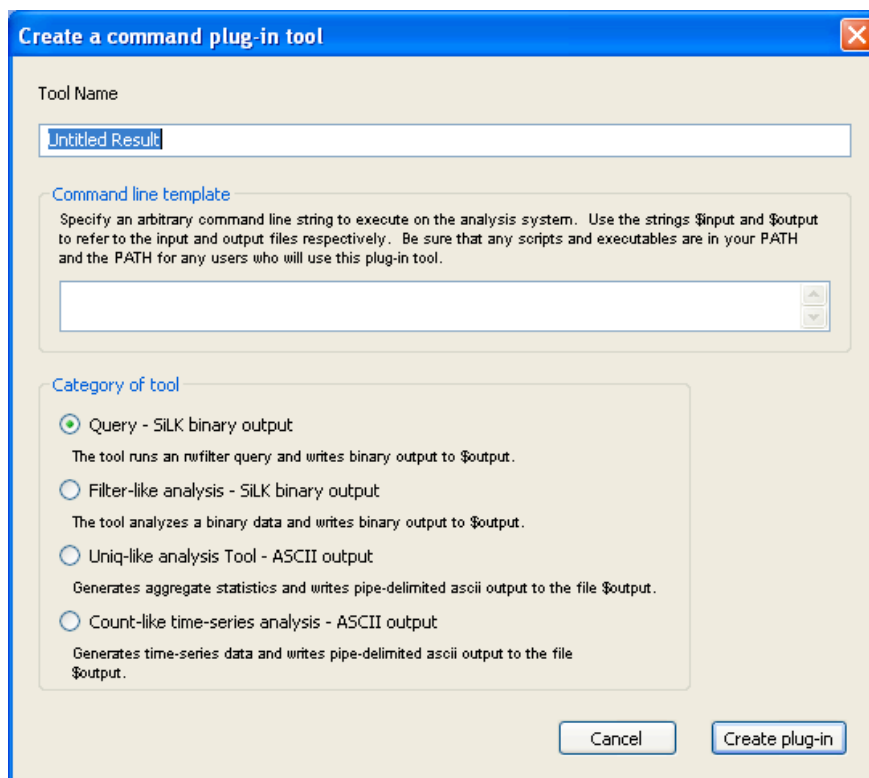 Create a command plug-in tool
Tool Name
Untitled Result
Command line template
Specify an arbitrary command line string to execute on the analysis system.  Use the strings $input and $output
to refer to the input and output files respectively.  Be sure that any scripts and executables are in your PATH
and the PATH for any users who will use this plug-in tool.
Category of tool
Query - SiLK binary output
The tool runs an rwfilter query and writes binary output to $output.
Filter-like analysis - SiLK binary output
The tool analyzes a binary data and writes binary output to $output.
Uniq-like analysis Tool - ASCII output
Generates aggregate statistics and writes pipe-delimited ascii output to the file $output.
Count-like time-series analysis - ASCII output
Generates time-series data and writes pipe-delimited ascii output to the file
$output.
Cancel
Create plug-in